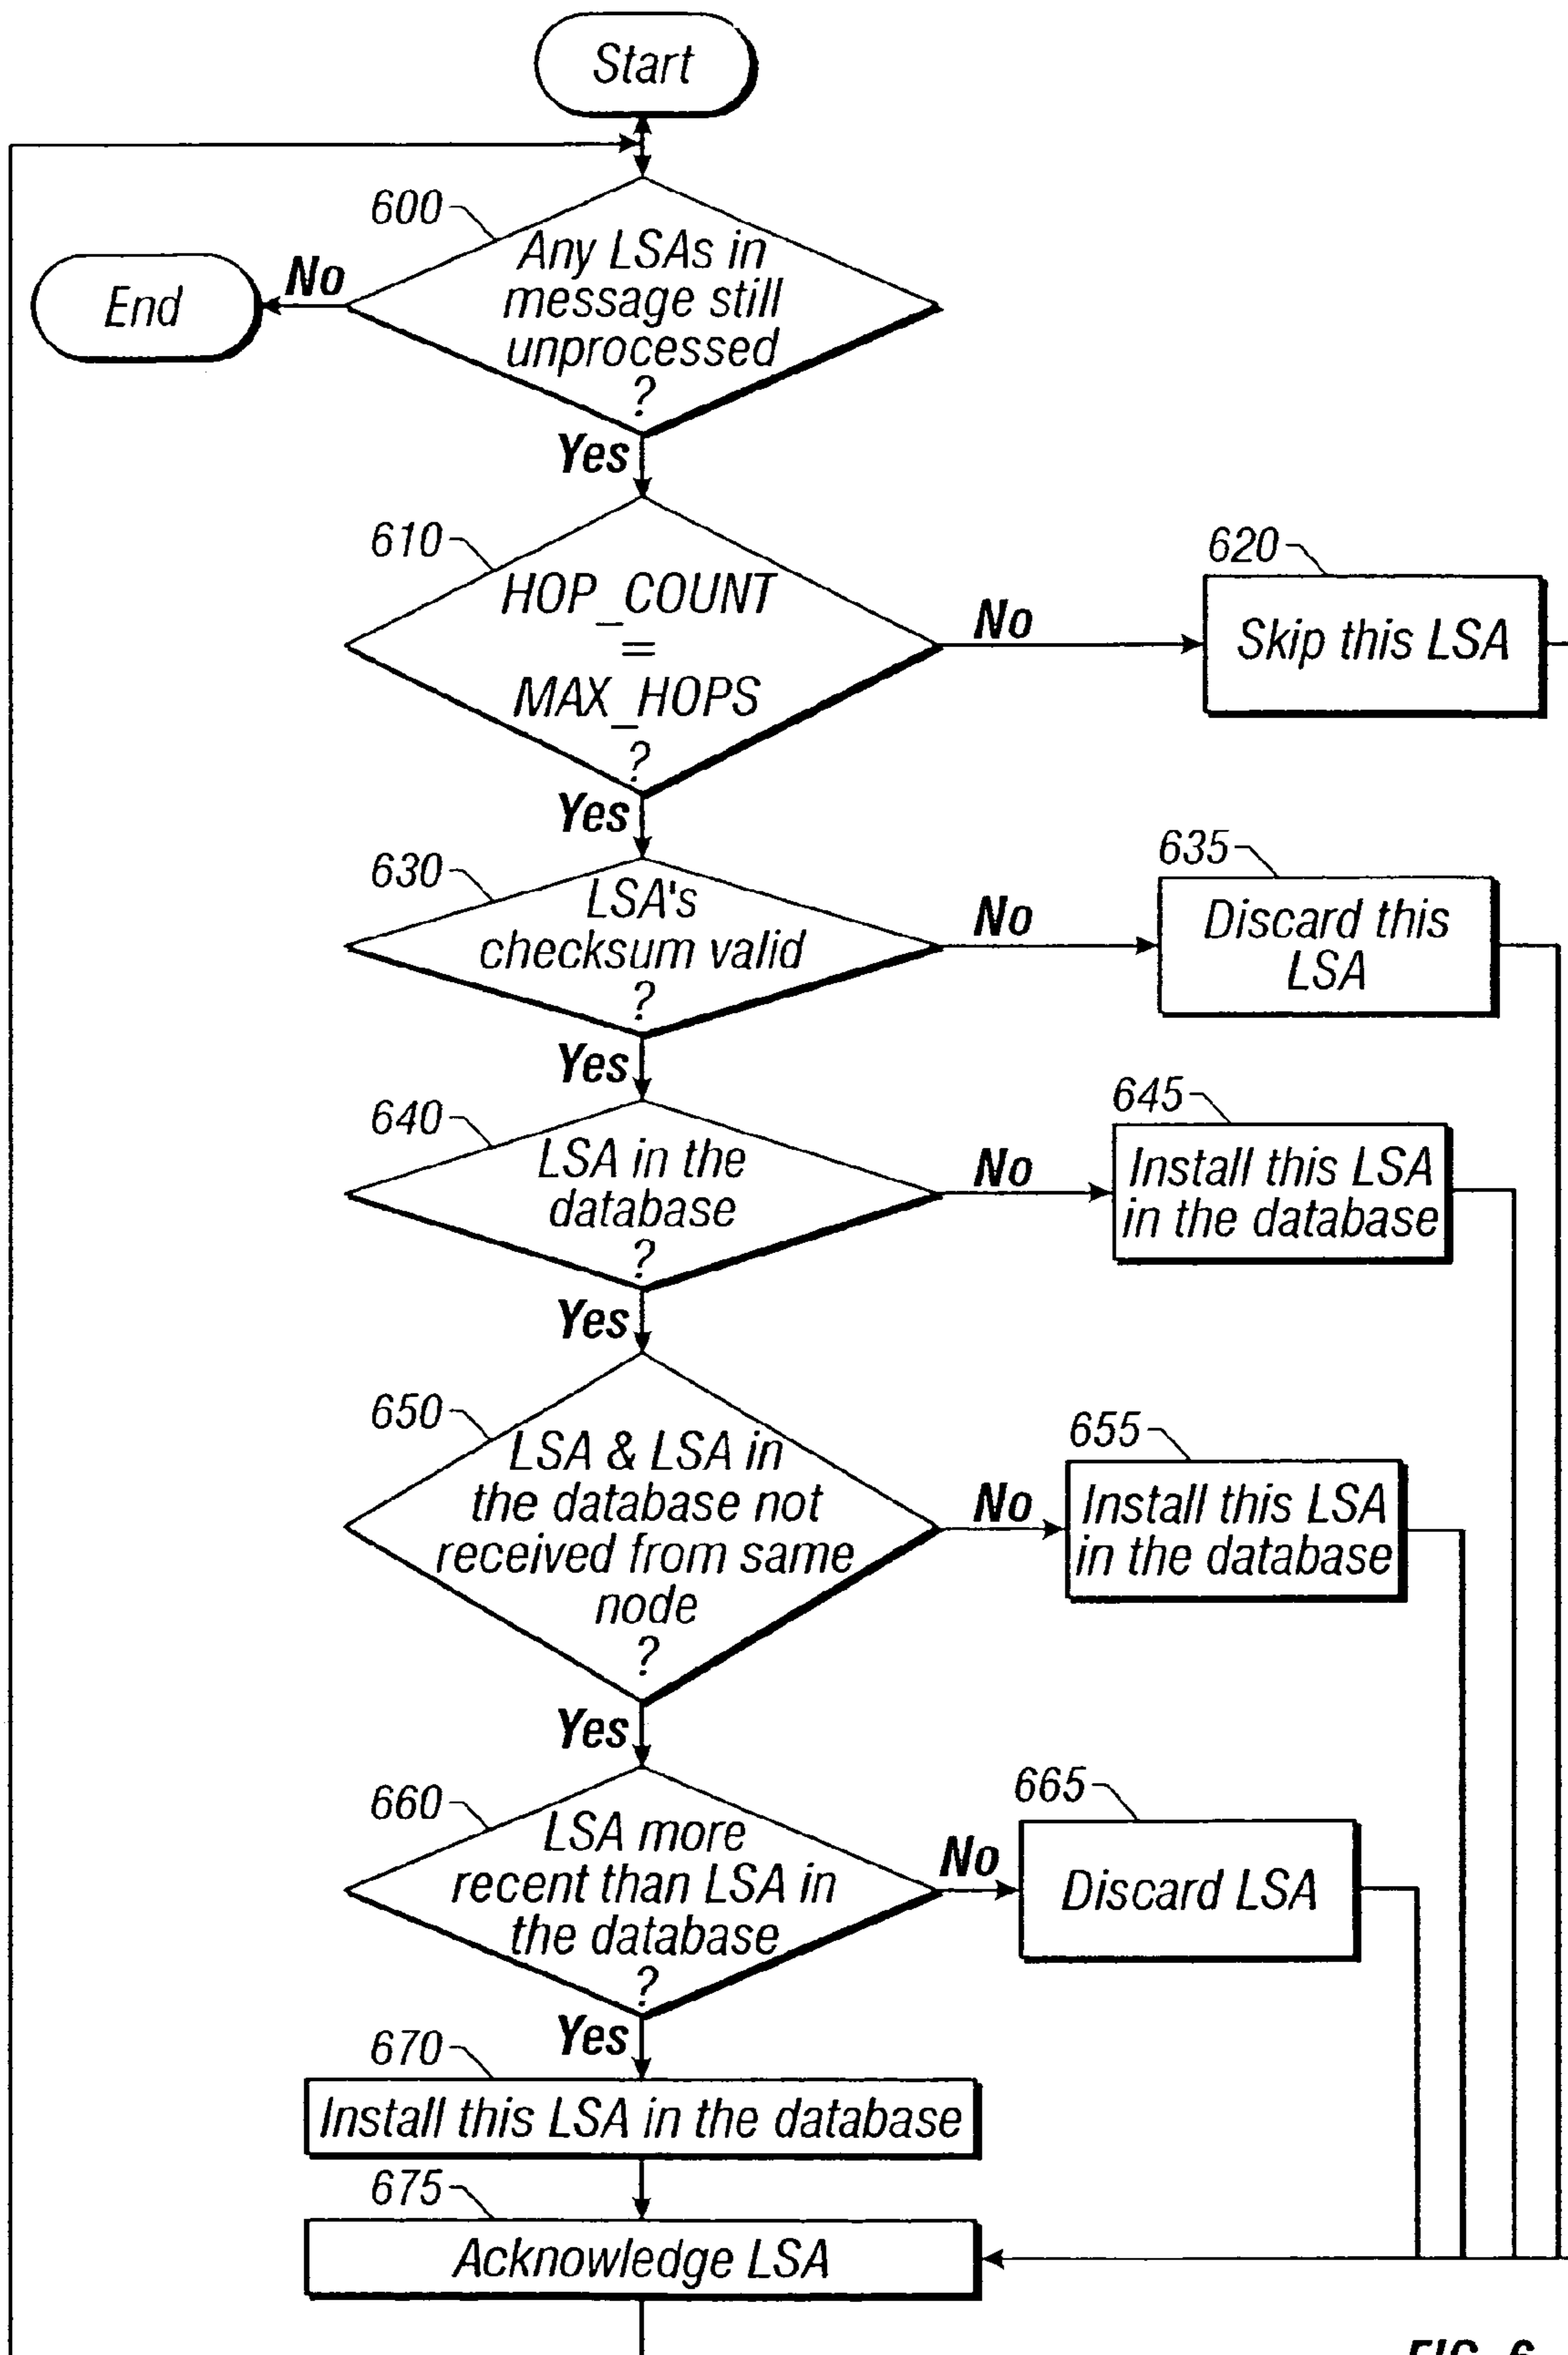 Start
600
Any LSAs in
message still
unprocessed
?
No
End
Yes
610
HOP_COUNT
=
MAX_HOPS
?
No
620
Skip this LSA
Yes
630
LSA's
checksum valid
?
No
635
Discard this
LSA
Yes
640
LSA in the
database
?
No
645
Install this LSA
in the database
Yes
650
LSA & LSA in
the database not
received from same
node
?
No
655
Install this LSA
in the database
Yes
660
LSA more
recent than LSA in
the database
?
No
665
Discard LSA
Yes
670
Install this LSA in the database
675
Acknowledge LSA
FIG. 6